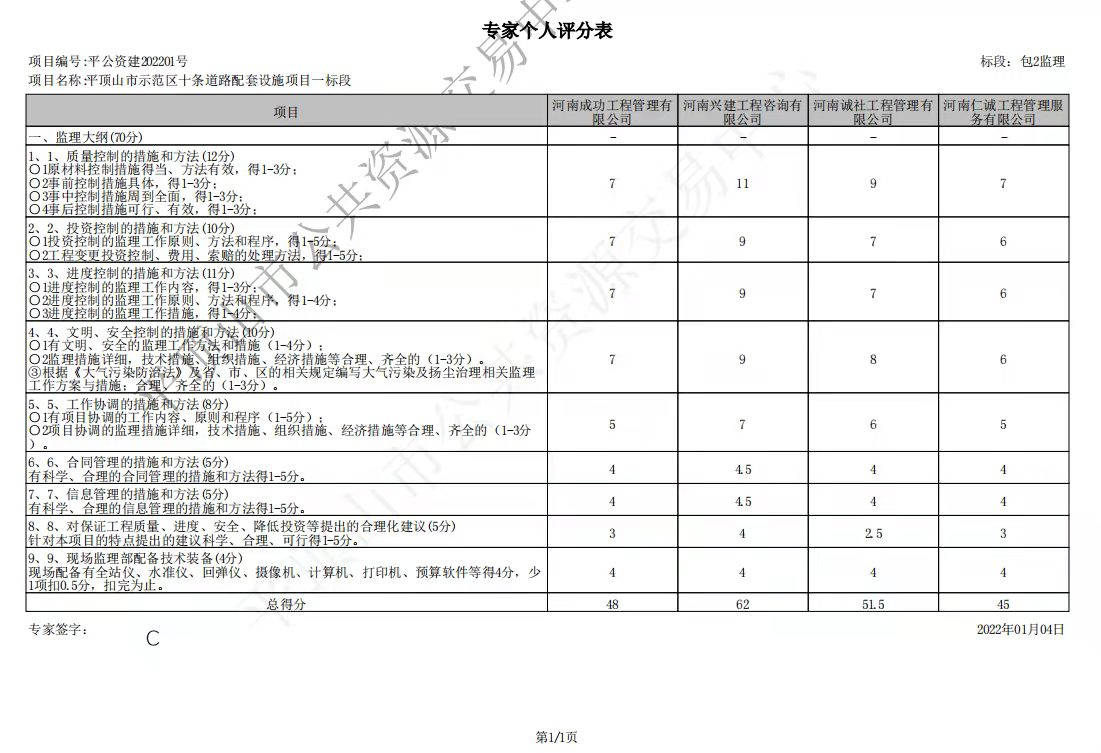 专家个人评分表
项目编号:平公资建202201号
标段：包2监理
项目名称:平顶山市示范区十条道路配套设施项目一标段
项目
河南成功工程管理有限公司
河南兴建工程咨询有限公司
河南诚社工程管理有限公司
河南仁诚工程管理服务有限公司
一、监理大纲(70分) - - - -
1、1、质量控制的措施和方法(12分)
○1原材料控制措施得当、方法有效，得1-3分；
○2事前控制措施具体，得1-3分；
○3事中控制措施周到全面，得1-3分；
○4事后控制措施可行、有效，得1-3分；
7 11 9 7
2、2、投资控制的措施和方法(10分)
○1投资控制的监理工作原则、方法和程序，得1-5分；
○2工程变更投资控制、费用、索赔的处理方法，得1-5分；
7 9 7 6
3、3、进度控制的措施和方法(11分)
○1进度控制的监理工作内容，得1-3分；
○2进度控制的监理工作原则、方法和程序，得1-4分；
○3进度控制的监理工作措施，得1-4分；
7 9 7 6
4、4、文明、安全控制的措施和方法(10分)
○1有文明、安全的监理工作方法和措施（1-4分）；
○2监理措施详细，技术措施、组织措施、经济措施等合理、齐全的（1-3分）。
③根据《大气污染防治法》及省、市、区的相关规定编写大气污染及扬尘治理相关监理
工作方案与措施；合理、齐全的（1-3分）。
7 9 8 6
5、5、工作协调的措施和方法(8分)
○1有项目协调的工作内容、原则和程序（1-5分）；
○2项目协调的监理措施详细，技术措施、组织措施、经济措施等合理、齐全的（1-3分
）。
5 7 6 5
6、6、合同管理的措施和方法(5分)
有科学、合理的合同管理的措施和方法得1-5分。
4 4.5 4 4
7、7、信息管理的措施和方法(5分)
有科学、合理的信息管理的措施和方法得1-5分。
4 4.5 4 4
8、8、对保证工程质量、进度、安全、降低投资等提出的合理化建议(5分)
针对本项目的特点提出的建议科学、合理、可行得1-5分。
3 4 2.5 3
9、9、现场监理部配备技术装备(4分)
现场配备有全站仪、水准仪、回弹仪、摄像机、计算机、打印机、预算软件等得4分，少
1项扣0.5分，扣完为止。
4 4 4 4
总得分 48 62 51.5 45
专家签字：
C
2022年01月04日
第1/1页
平顶山市公共资源交易中
平顶山市公共资源交易中心